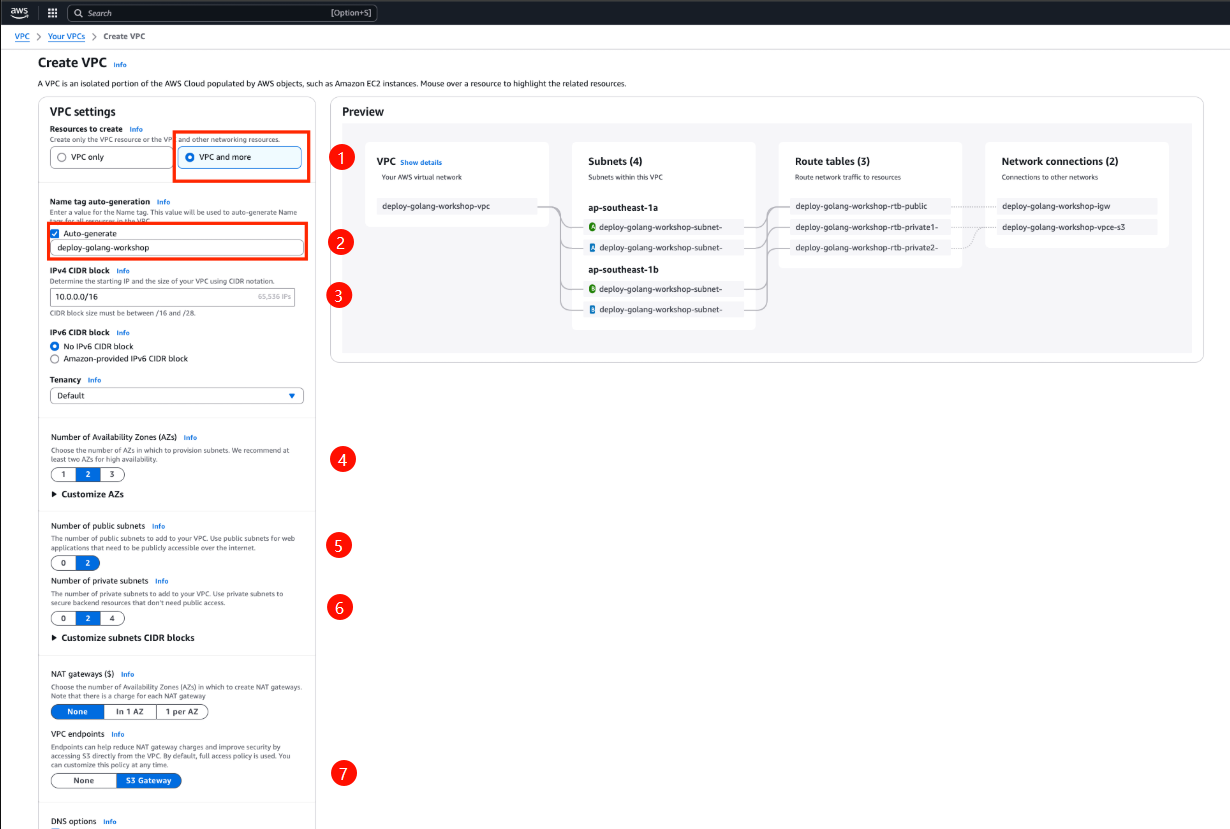 aws
Search [Option+S]
VPC > Your VPCs > Create VPC
Create VPC Info
A VPC is an isolated portion of the AWS Cloud populated by AWS objects, such as Amazon EC2 instances. Mouse over a resource to highlight the related resources.
VPC settings
Resources to create Info
Create only the VPC resource or the VPC and other networking resources.
VPC only
VPC and more
1
Name tag auto-generation Info
Enter a value for the Name tag. This value will be used to auto-generate Name
tags for all resources in the VPC.
Auto-generate
deploy-golang-workshop
2
IPv4 CIDR block Info
Determine the starting IP and the size of your VPC using CIDR notation.
10.0.0.0/16 65,536 IPs
CIDR block size must be between /16 and /28.
3
IPv6 CIDR block Info
No IPv6 CIDR block
Amazon-provided IPv6 CIDR block
Tenancy Info
Default
Number of Availability Zones (AZs) Info
Choose the number of AZs in which to provision subnets. We recommend at
least two AZs for high availability.
1 2 3
4
Customize AZs
Number of public subnets Info
The number of public subnets to add to your VPC. Use public subnets for web
applications that need to be publicly accessible over the internet.
0 2
5
Number of private subnets Info
The number of private subnets to add to your VPC. Use private subnets to
secure backend resources that don't need public access.
0 2 4
6
Customize subnets CIDR blocks
NAT gateways ($) Info
Choose the number of Availability Zones (AZs) in which to create NAT gateways.
Note that there is a charge for each NAT gateway
None In 1 AZ 1 per AZ
VPC endpoints Info
Endpoints can help reduce NAT gateway charges and improve security by
accessing S3 directly from the VPC. By default, full access policy is used. You
can customize this policy at any time.
None S3 Gateway
7
DNS options Info
Preview
VPC Show details
Your AWS virtual network
deploy-golang-workshop-vpc
Subnets (4)
Subnets within this VPC
ap-southeast-1a
A deploy-golang-workshop-subnet-
A deploy-golang-workshop-subnet-
ap-southeast-1b
B deploy-golang-workshop-subnet-
B deploy-golang-workshop-subnet-
Route tables (3)
Route network traffic to resources
deploy-golang-workshop-rtb-public
deploy-golang-workshop-rtb-private1-
deploy-golang-workshop-rtb-private2-
Network connections (2)
Connections to other networks
deploy-golang-workshop-igw
deploy-golang-workshop-vpce-s3